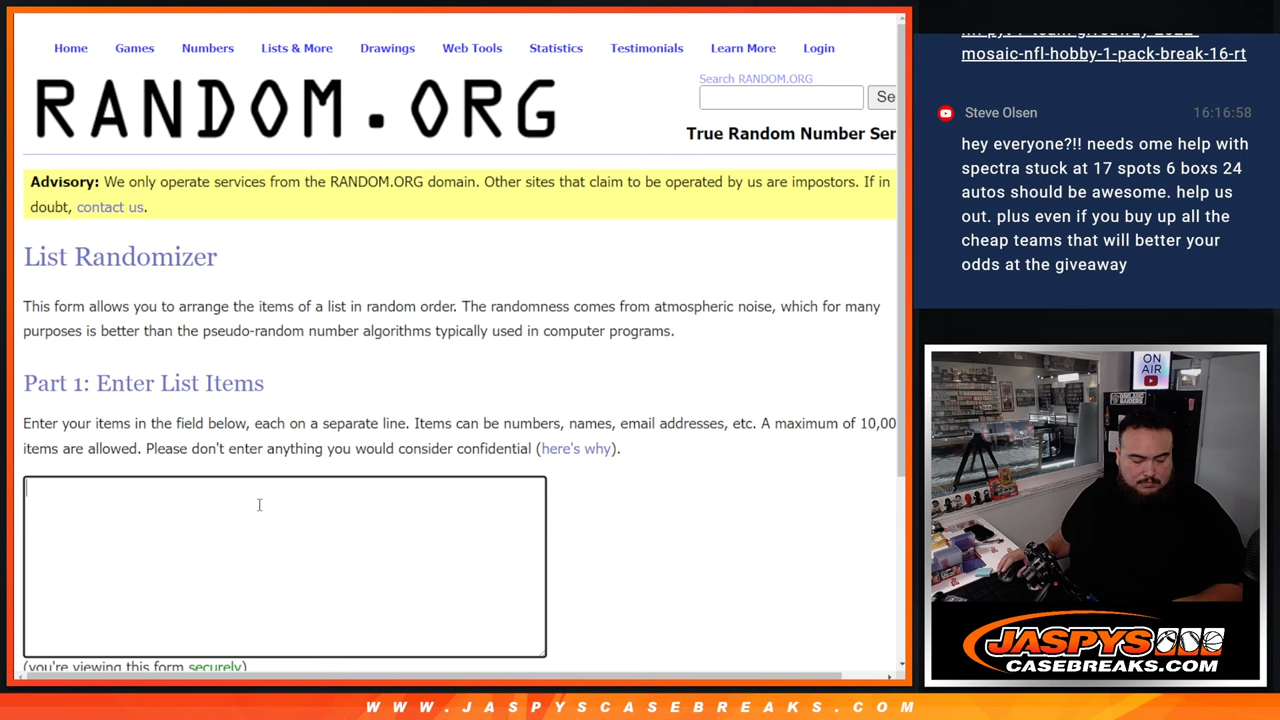 Home Games Numbers Lists & More Drawings Web Tools Statistics Testimonials Learn More Login
RANDOM.ORG
Search RANDOM.ORG
Se
True Random Number Ser
Advisory: We only operate services from the RANDOM.ORG domain. Other sites that claim to be operated by us are impostors. If in
doubt, contact us.
List Randomizer
This form allows you to arrange the items of a list in random order. The randomness comes from atmospheric noise, which for many
purposes is better than the pseudo-random number algorithms typically used in computer programs.
Part 1: Enter List Items
Enter your items in the field below, each on a separate line. Items can be numbers, names, email addresses, etc. A maximum of 10,00
items are allowed. Please don't enter anything you would consider confidential (here's why).
(you're viewing this form securely)
mosaic-nfl-hobby-1-pack-break-16-rt
Steve Olsen 16:16:58
hey everyone?!! needs ome help with
spectra stuck at 17 spots 6 boxs 24
autos should be awesome. help us
out. plus even if you buy up all the
cheap teams that will better your
odds at the giveaway
ON
AIR
JASPYS
CASEBREAKS.COM
WWW.JASPYSCASEBREAKS.COM